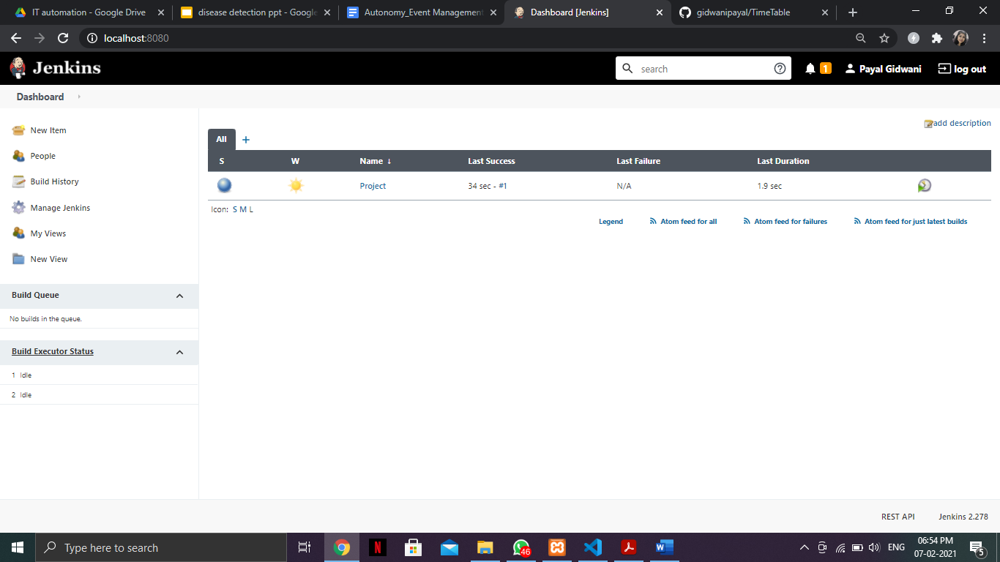 IT automation - Google Drive
disease detection ppt - Google
Autonomy_Event Management
Dashboard [Jenkins]
gidwanipayal/TimeTable
localhost:8080
Jenkins
search
1
Payal Gidwani
log out
Dashboard
New Item
People
Build History
Manage Jenkins
My Views
New View
Build Queue
No builds in the queue.
Build Executor Status
1 Idle
2 Idle
add description
All +
S W Name ↓ Last Success Last Failure Last Duration
Project 34 sec - #1 N/A 1.9 sec
Icon: S M L
Legend Atom feed for all Atom feed for failures Atom feed for just latest builds
REST API Jenkins 2.278
Type here to search
N
46
W
ENG
06:54 PM
07-02-2021
5